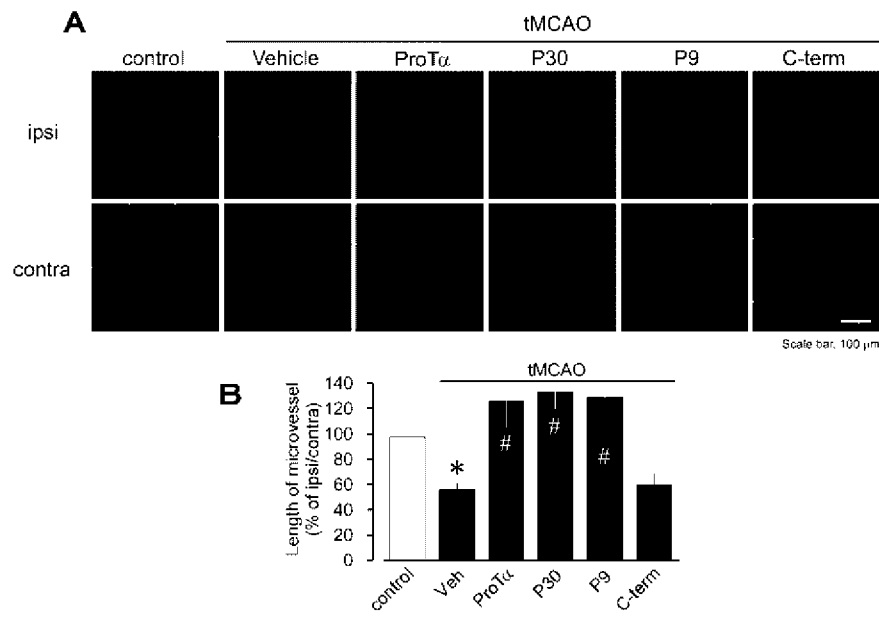 A
tMCAO
control Vehicle ProTα P30 P9 C-term
ipsi
contra
Scale bar, 100 μm
B
tMCAO
Length of microvessel
(% of ipsi/contra)
140
120
100
80
60
40
20
0
*
#
#
#
control Veh ProTα P30 P9 C-term